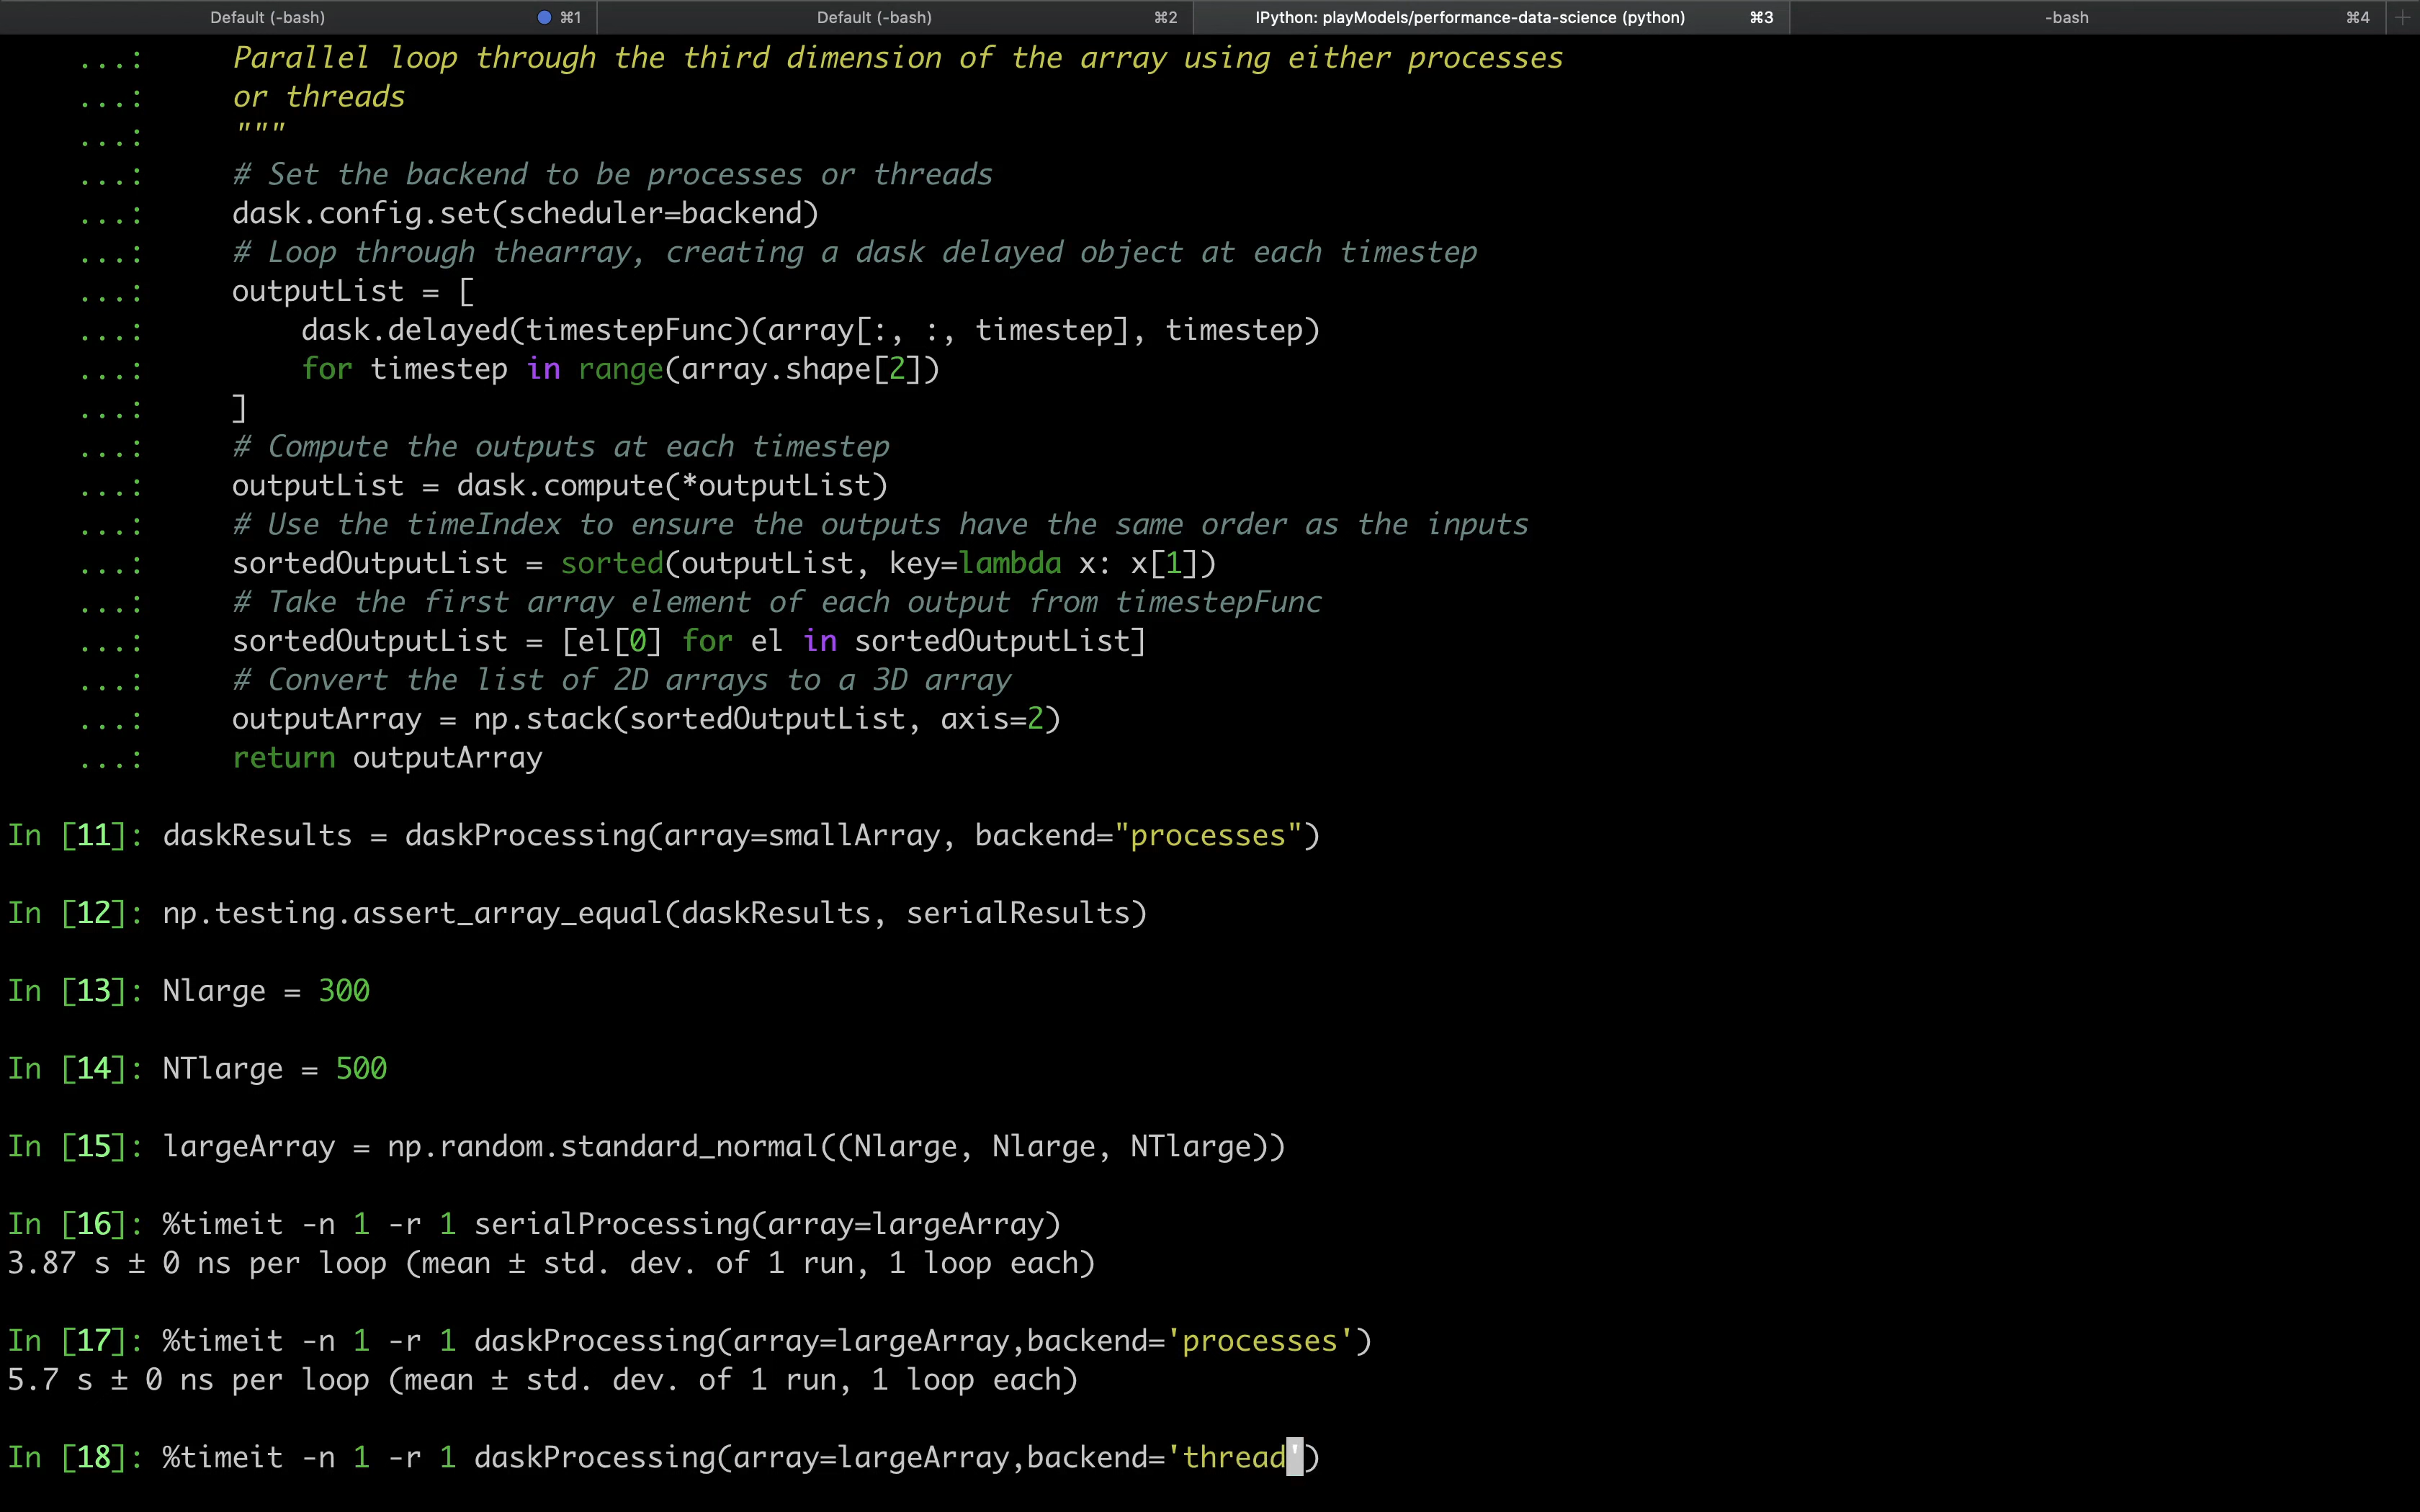 Default (-bash) ⌘1 Default (-bash) ⌘2 IPython: playModels/performance-data-science (python) ⌘3 -bash ⌘4 +
...:     Parallel loop through the third dimension of the array using either processes
...:     or threads
...:     """
...:     # Set the backend to be processes or threads
...:     dask.config.set(scheduler=backend)
...:     # Loop through thearray, creating a dask delayed object at each timestep
...:     outputList = [
...:         dask.delayed(timestepFunc)(array[:, :, timestep], timestep)
...:         for timestep in range(array.shape[2])
...:     ]
...:     # Compute the outputs at each timestep
...:     outputList = dask.compute(*outputList)
...:     # Use the timeIndex to ensure the outputs have the same order as the inputs
...:     sortedOutputList = sorted(outputList, key=lambda x: x[1])
...:     # Take the first array element of each output from timestepFunc
...:     sortedOutputList = [el[0] for el in sortedOutputList]
...:     # Convert the list of 2D arrays to a 3D array
...:     outputArray = np.stack(sortedOutputList, axis=2)
...:     return outputArray
In [11]: daskResults = daskProcessing(array=smallArray, backend="processes")
In [12]: np.testing.assert_array_equal(daskResults, serialResults)
In [13]: Nlarge = 300
In [14]: NTlarge = 500
In [15]: largeArray = np.random.standard_normal((Nlarge, Nlarge, NTlarge))
In [16]: %timeit -n 1 -r 1 serialProcessing(array=largeArray)
3.87 s ± 0 ns per loop (mean ± std. dev. of 1 run, 1 loop each)
In [17]: %timeit -n 1 -r 1 daskProcessing(array=largeArray,backend='processes')
5.7 s ± 0 ns per loop (mean ± std. dev. of 1 run, 1 loop each)
In [18]: %timeit -n 1 -r 1 daskProcessing(array=largeArray,backend='thread')